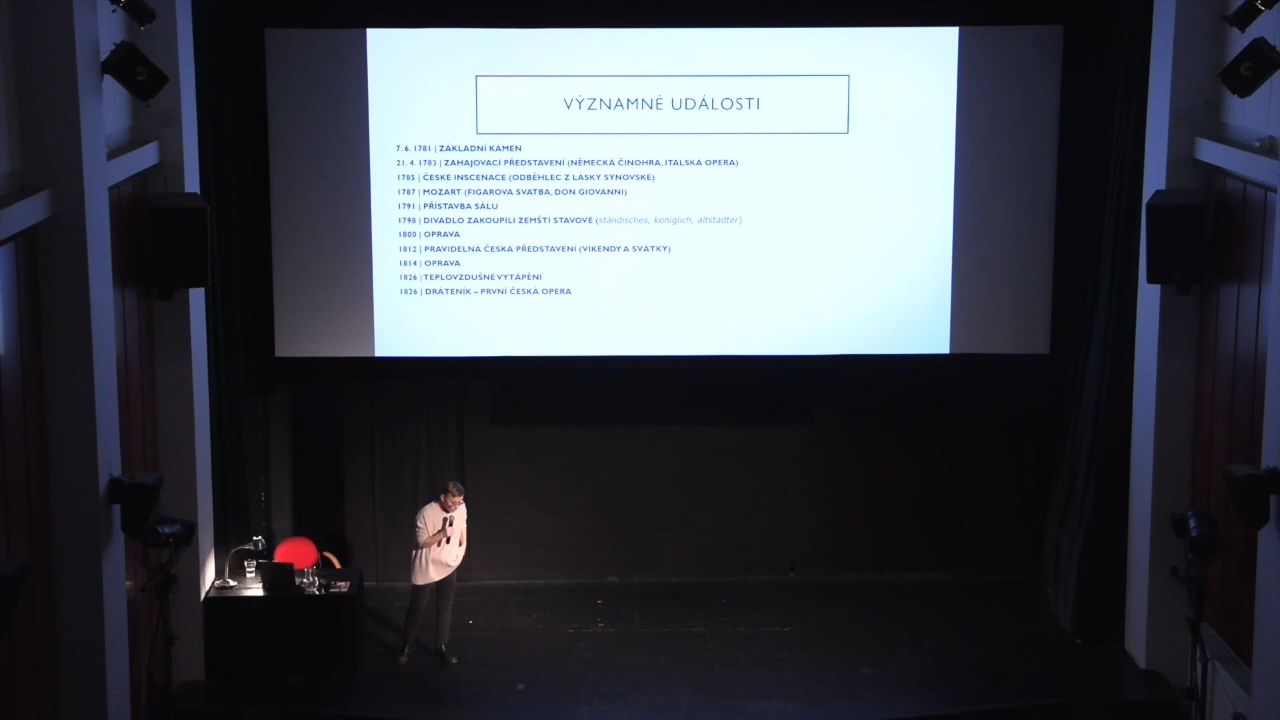 VÝZNAMNÉ UDÁLOSTI
7. 6. 1781 | ZÁKLADNÍ KÁMEN
21. 4. 1783 | ZAHAJOVACÍ PŘEDSTAVENÍ (NĚMECKÁ ČINOHRA, ITALSKÁ OPERA)
1785 | ČESKÉ INSCENACE (ODBĚHLEC Z LÁSKY SYNOVSKÉ)
1787 | MOZART (FIGAROVA SVATBA, DON GIOVANNI)
1791 | PŘÍSTAVBA SÁLU
1798 | DIVADLO ZAKOUPILI ZEMŠTÍ STAVOVÉ (ständisches, königlich, altstädter)
1800 | OPRAVA
1812 | PRAVIDELNÁ ČESKÁ PŘEDSTAVENÍ (VÍKENDY A SVÁTKY)
1814 | OPRAVA
1826 | TEPLOVZDUŠNÉ VYTÁPĚNÍ
1826 | DRÁTENÍK – PRVNÍ ČESKÁ OPERA